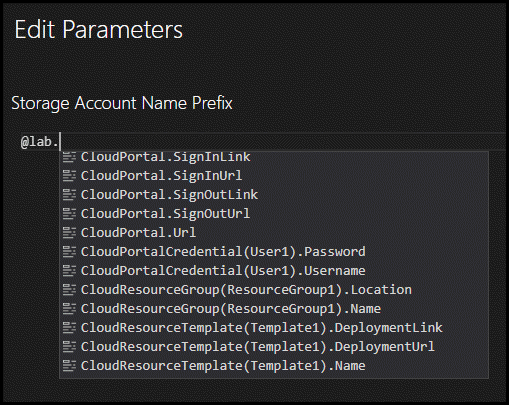 Edit Parameters
Storage Account Name Prefix
@lab.
CloudPortal.SignInLink
CloudPortal.SignInUrl
CloudPortal.SignOutLink
CloudPortal.SignOutUrl
CloudPortal.Url
CloudPortalCredential(User1).Password
CloudPortalCredential(User1).Username
CloudResourceGroup(ResourceGroup1).Location
CloudResourceGroup(ResourceGroup1).Name
CloudResourceTemplate(Template1).DeploymentLink
CloudResourceTemplate(Template1).DeploymentUrl
CloudResourceTemplate(Template1).Name